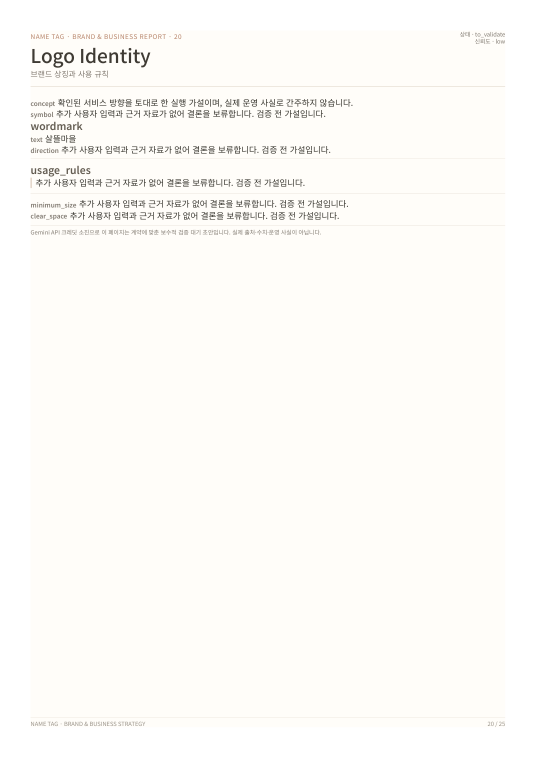 NAME TAG · BRAND & BUSINESS REPORT · 20
상태 · to_validate
신뢰도 · low
Logo Identity
브랜드 상징과 사용 규칙
concept 확인된 서비스 방향을 토대로 한 실행 가설이며, 실제 운영 사실로 간주하지 않습니다.
symbol 추가 사용자 입력과 근거 자료가 없어 결론을 보류합니다. 검증 전 가설입니다.
wordmark
text 살뜰마을
direction 추가 사용자 입력과 근거 자료가 없어 결론을 보류합니다. 검증 전 가설입니다.
usage_rules
추가 사용자 입력과 근거 자료가 없어 결론을 보류합니다. 검증 전 가설입니다.
minimum_size 추가 사용자 입력과 근거 자료가 없어 결론을 보류합니다. 검증 전 가설입니다.
clear_space 추가 사용자 입력과 근거 자료가 없어 결론을 보류합니다. 검증 전 가설입니다.
Gemini API 크레딧 소진으로 이 페이지는 계약에 맞춘 보수적 검증 대기 초안입니다. 실제 출처·수치·운영 사실이 아닙니다.
NAME TAG · BRAND & BUSINESS STRATEGY
20 / 25